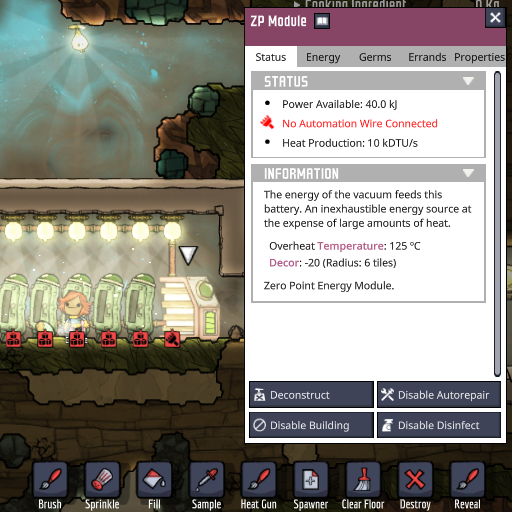 Cooking Ingredient 0 Kg
ZP Module
Status Energy Germs Errands Properties
STATUS
• Power Available: 40.0 kJ
No Automation Wire Connected
• Heat Production: 10 kDTU/s
INFORMATION
The energy of the vacuum feeds this
battery. An inexhaustible energy source at
the expense of large amounts of heat.
Overheat Temperature: 125 ºC
Decor: -20 (Radius: 6 tiles)
Zero Point Energy Module.
Deconstruct Disable Autorepair
Disable Building Disable Disinfect
Brush Sprinkle Fill Sample Heat Gun Spawner Clear Floor Destroy Reveal